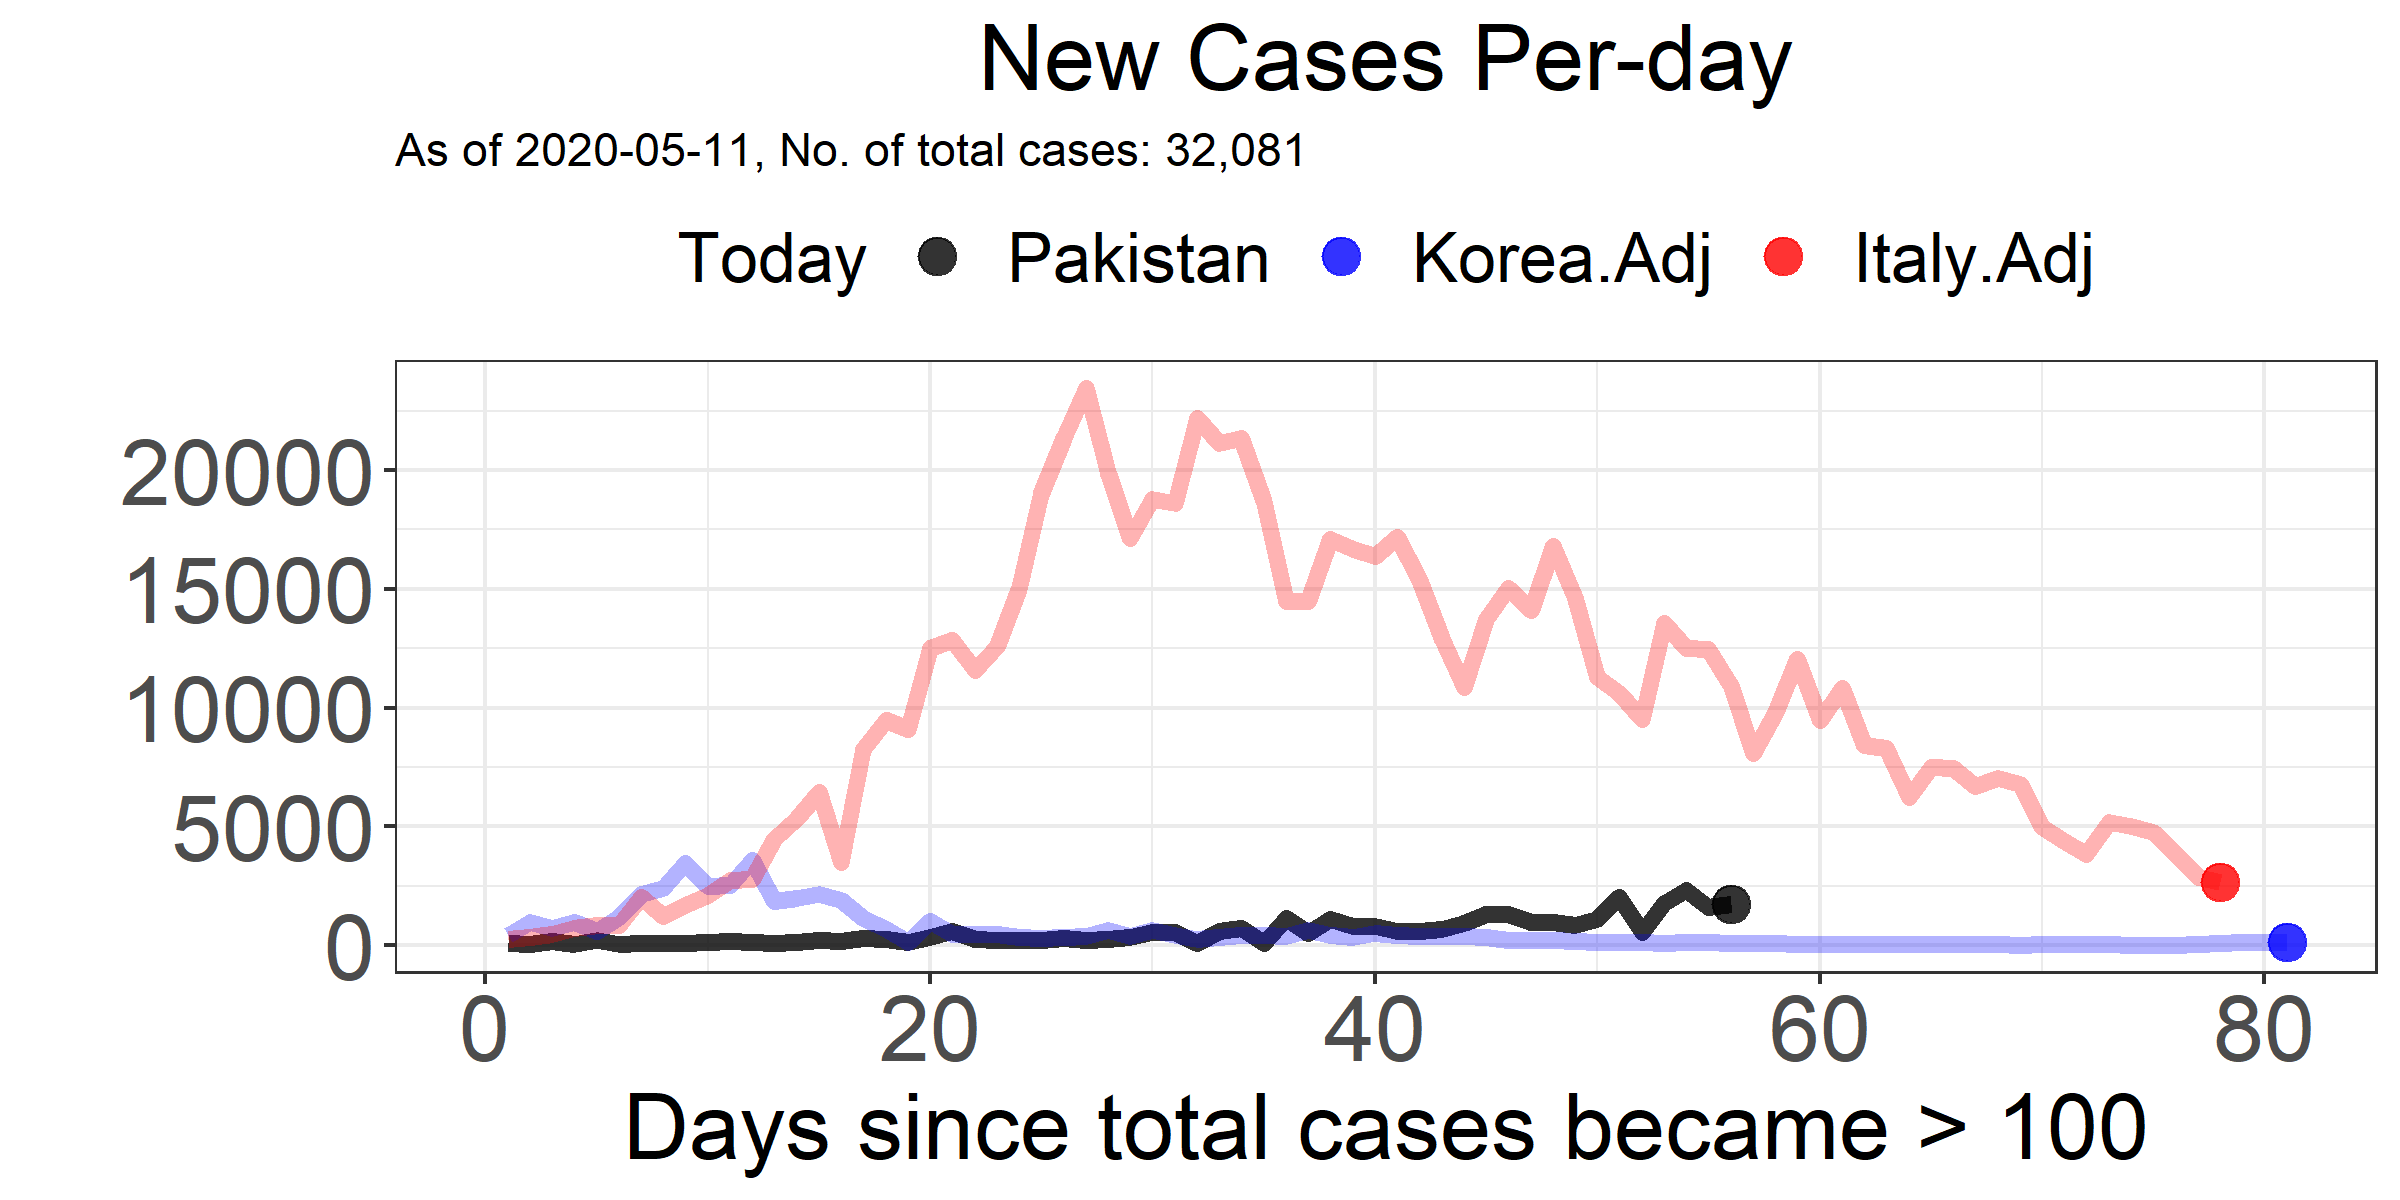 New Cases Per-day
As of 2020-05-11, No. of total cases: 32,081
Today Pakistan Korea.Adj Italy.Adj
20000
15000
10000
5000
0
0 20 40 60 80
Days since total cases became > 100